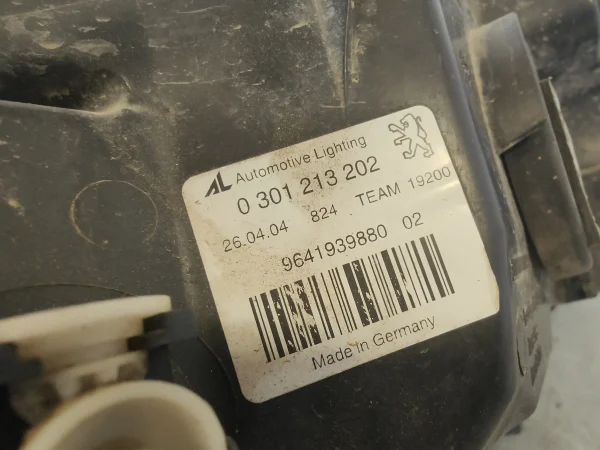 AL Automotive Lighting
0 301 213 202
26.04.04 824 TEAM 19200
9641939880 02
Made In Germany